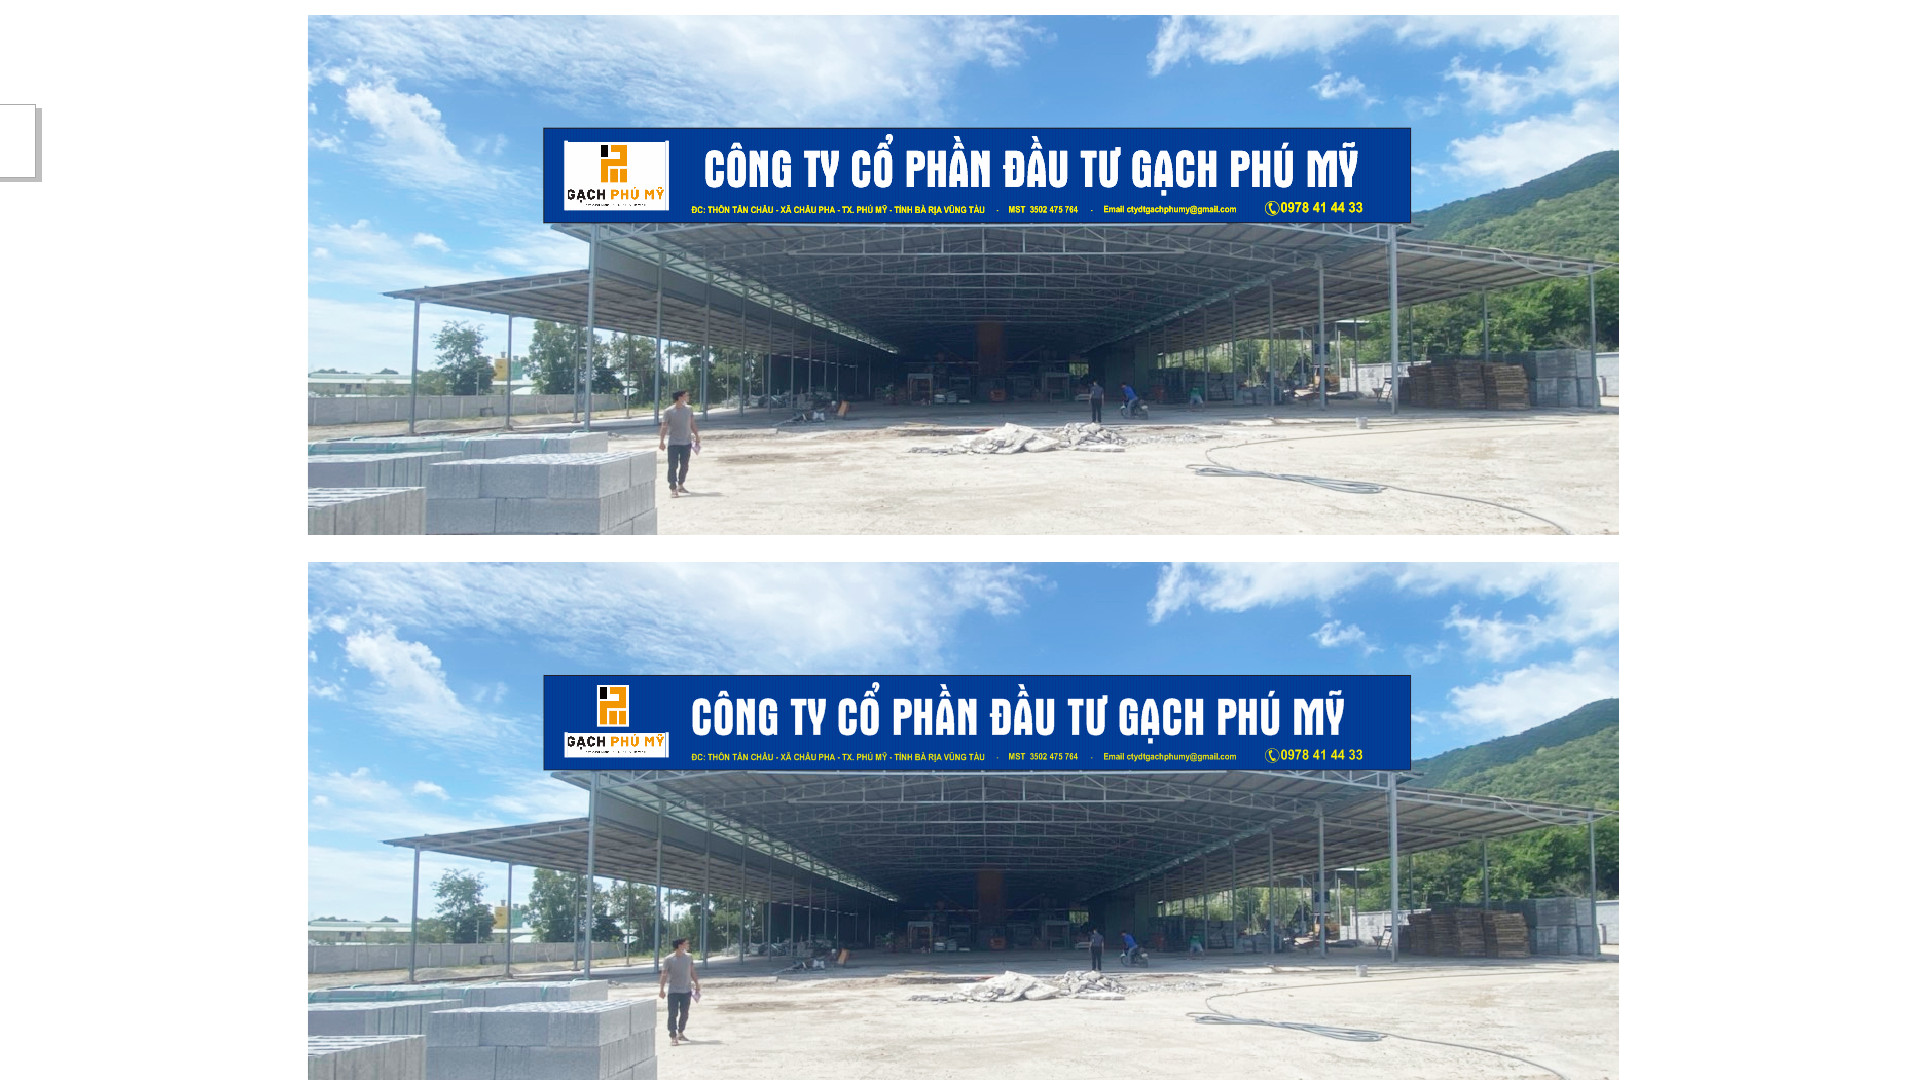 CÔNG TY CỔ PHẦN ĐẦU TƯ GẠCH PHÚ MỸ
GẠCH PHÚ MỸ
ĐC: THÔN TÂN CHÂU - XÃ CHÂU PHA - TX. PHÚ MỸ - TỈNH BÀ RỊA VŨNG TÀU - MST 3502 475 764 - Email ctydtgachphumy@gmail.com 0978 41 44 33
CÔNG TY CỔ PHẦN ĐẦU TƯ GẠCH PHÚ MỸ
GẠCH PHÚ MỸ
ĐC: THÔN TÂN CHÂU - XÃ CHÂU PHA - TX. PHÚ MỸ - TỈNH BÀ RỊA VŨNG TÀU - MST 3502 475 764 - Email ctydtgachphumy@gmail.com 0978 41 44 33